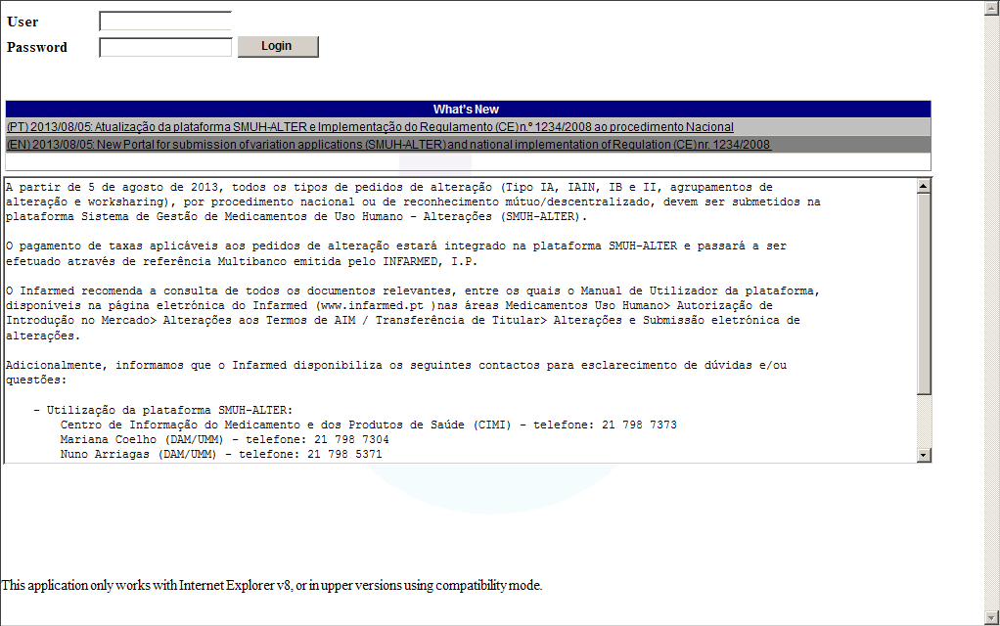 User
Password
Login
What's New
(PT) 2013/08/05: Atualização da plataforma SMUH-ALTER e Implementação do Regulamento (CE) n.º 1234/2008 ao procedimento Nacional
(EN) 2013/08/05: New Portal for submission of variation applications (SMUH-ALTER) and national implementation of Regulation (CE) nr. 1234/2008
A partir de 5 de agosto de 2013, todos os tipos de pedidos de alteração (Tipo IA, IAIN, IB e II, agrupamentos de
alteração e worksharing), por procedimento nacional ou de reconhecimento mútuo/descentralizado, devem ser submetidos na
plataforma Sistema de Gestão de Medicamentos de Uso Humano - Alterações (SMUH-ALTER).
O pagamento de taxas aplicáveis aos pedidos de alteração estará integrado na plataforma SMUH-ALTER e passará a ser
efetuado através de referência Multibanco emitida pelo INFARMED, I.P.
O Infarmed recomenda a consulta de todos os documentos relevantes, entre os quais o Manual de Utilizador da plataforma,
disponíveis na página eletrónica do Infarmed (www.infarmed.pt )nas áreas Medicamentos Uso Humano> Autorização de
Introdução no Mercado> Alterações aos Termos de AIM / Transferência de Titular> Alterações e Submissão eletrónica de
alterações.
Adicionalmente, informamos que o Infarmed disponibiliza os seguintes contactos para esclarecimento de dúvidas e/ou
questões:
- Utilização da plataforma SMUH-ALTER:
Centro de Informação do Medicamento e dos Produtos de Saúde (CIMI) - telefone: 21 798 7373
Mariana Coelho (DAM/UMM) - telefone: 21 798 7304
Nuno Arriagas (DAM/UMM) - telefone: 21 798 5371
This application only works with Internet Explorer v8, or in upper versions using compatibility mode.